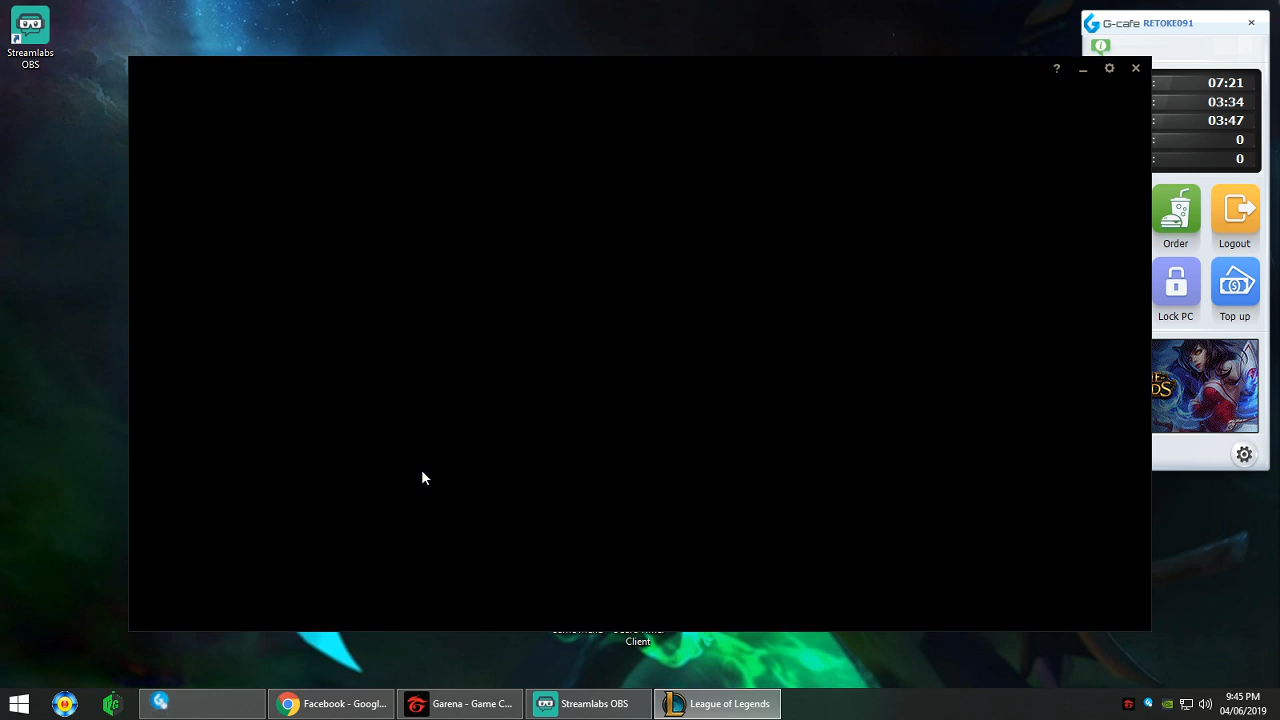 Streamlabs
OBS
G-cafe RETOKE091
: 07:21
: 03:34
: 03:47
: 0
: 0
Order
Logout
Lock PC
Top up
Client
Facebook - Googl...
Garena - Game C...
Streamlabs OBS
League of Legends
9:45 PM
04/06/2019